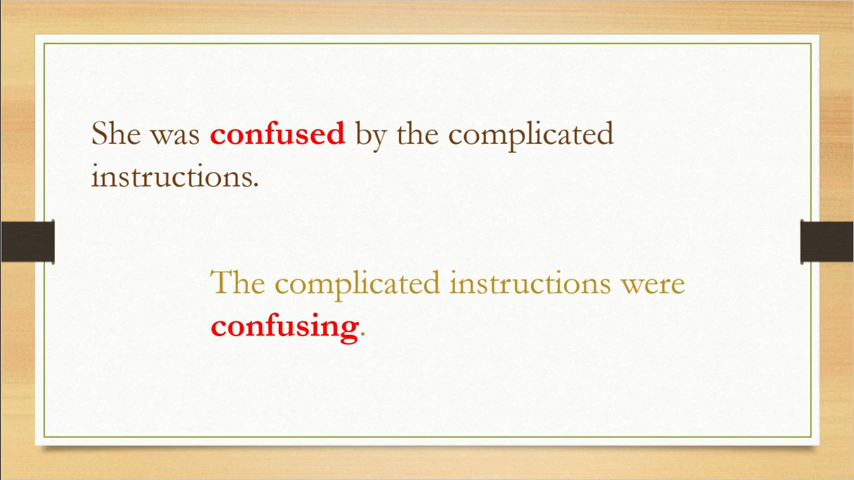 She was confused by the complicated
instructions.
The complicated instructions were
confusing.